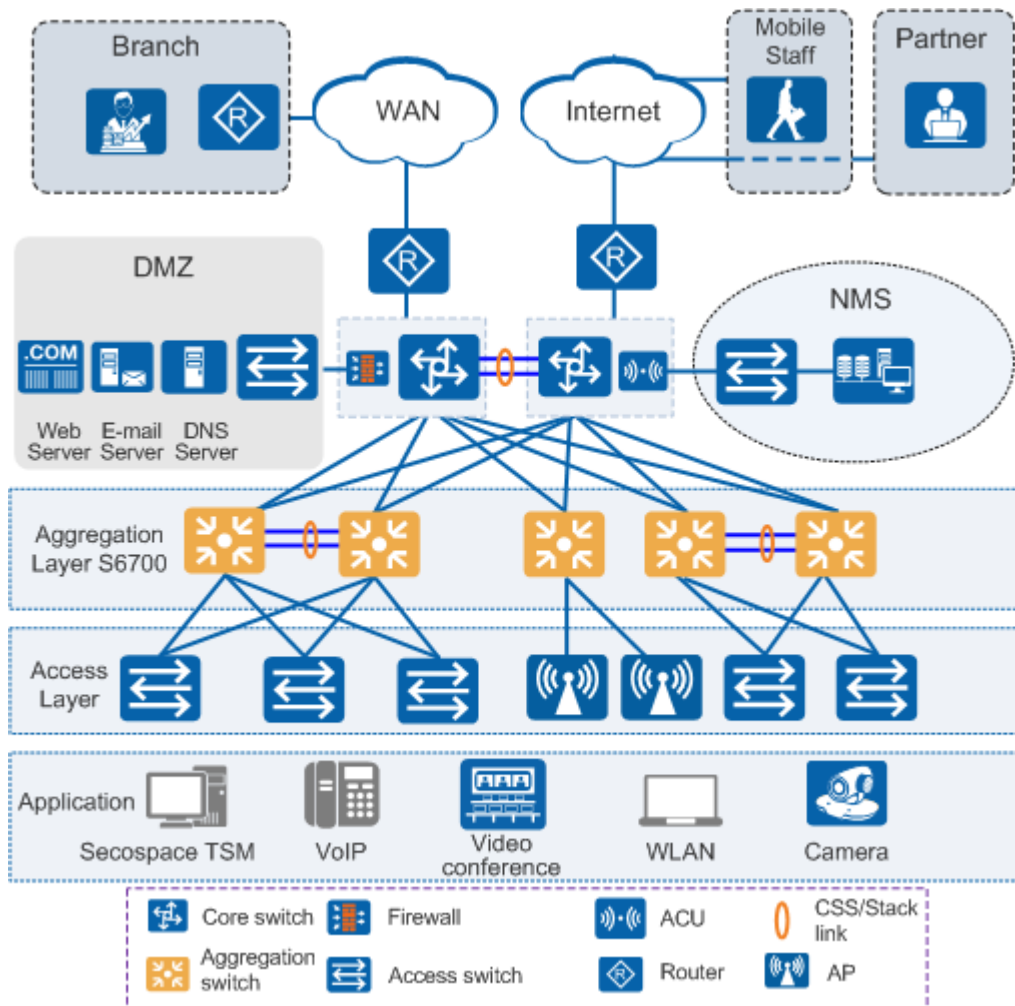 Branch
WAN
Internet
Mobile
Staff
Partner
R
R
R
DMZ
NMS
.COM
Web
Server
E-mail
Server
DNS
Server
Aggregation
Layer S6700
Access
Layer
Application
Secospace TSM
VoIP
Video
conference
WLAN
Camera
Core switch
Firewall
ACU
CSS/Stack
link
Aggregation
switch
Access switch
R
Router
AP